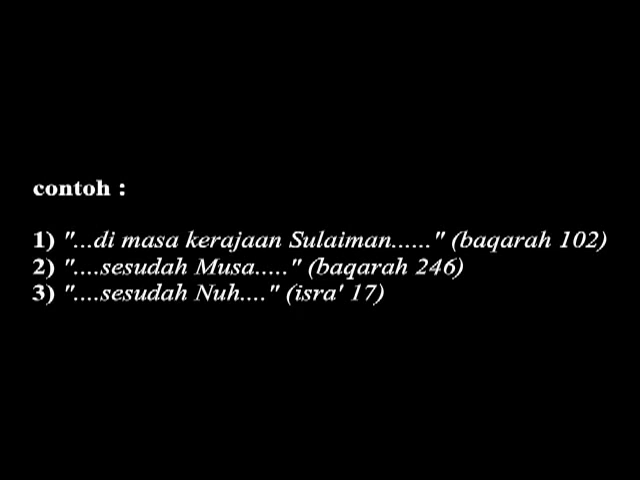 contoh :
1) "...di masa kerajaan Sulaiman......" (baqarah 102)
2) "....sesudah Musa....." (baqarah 246)
3) "....sesudah Nuh...." (isra' 17)